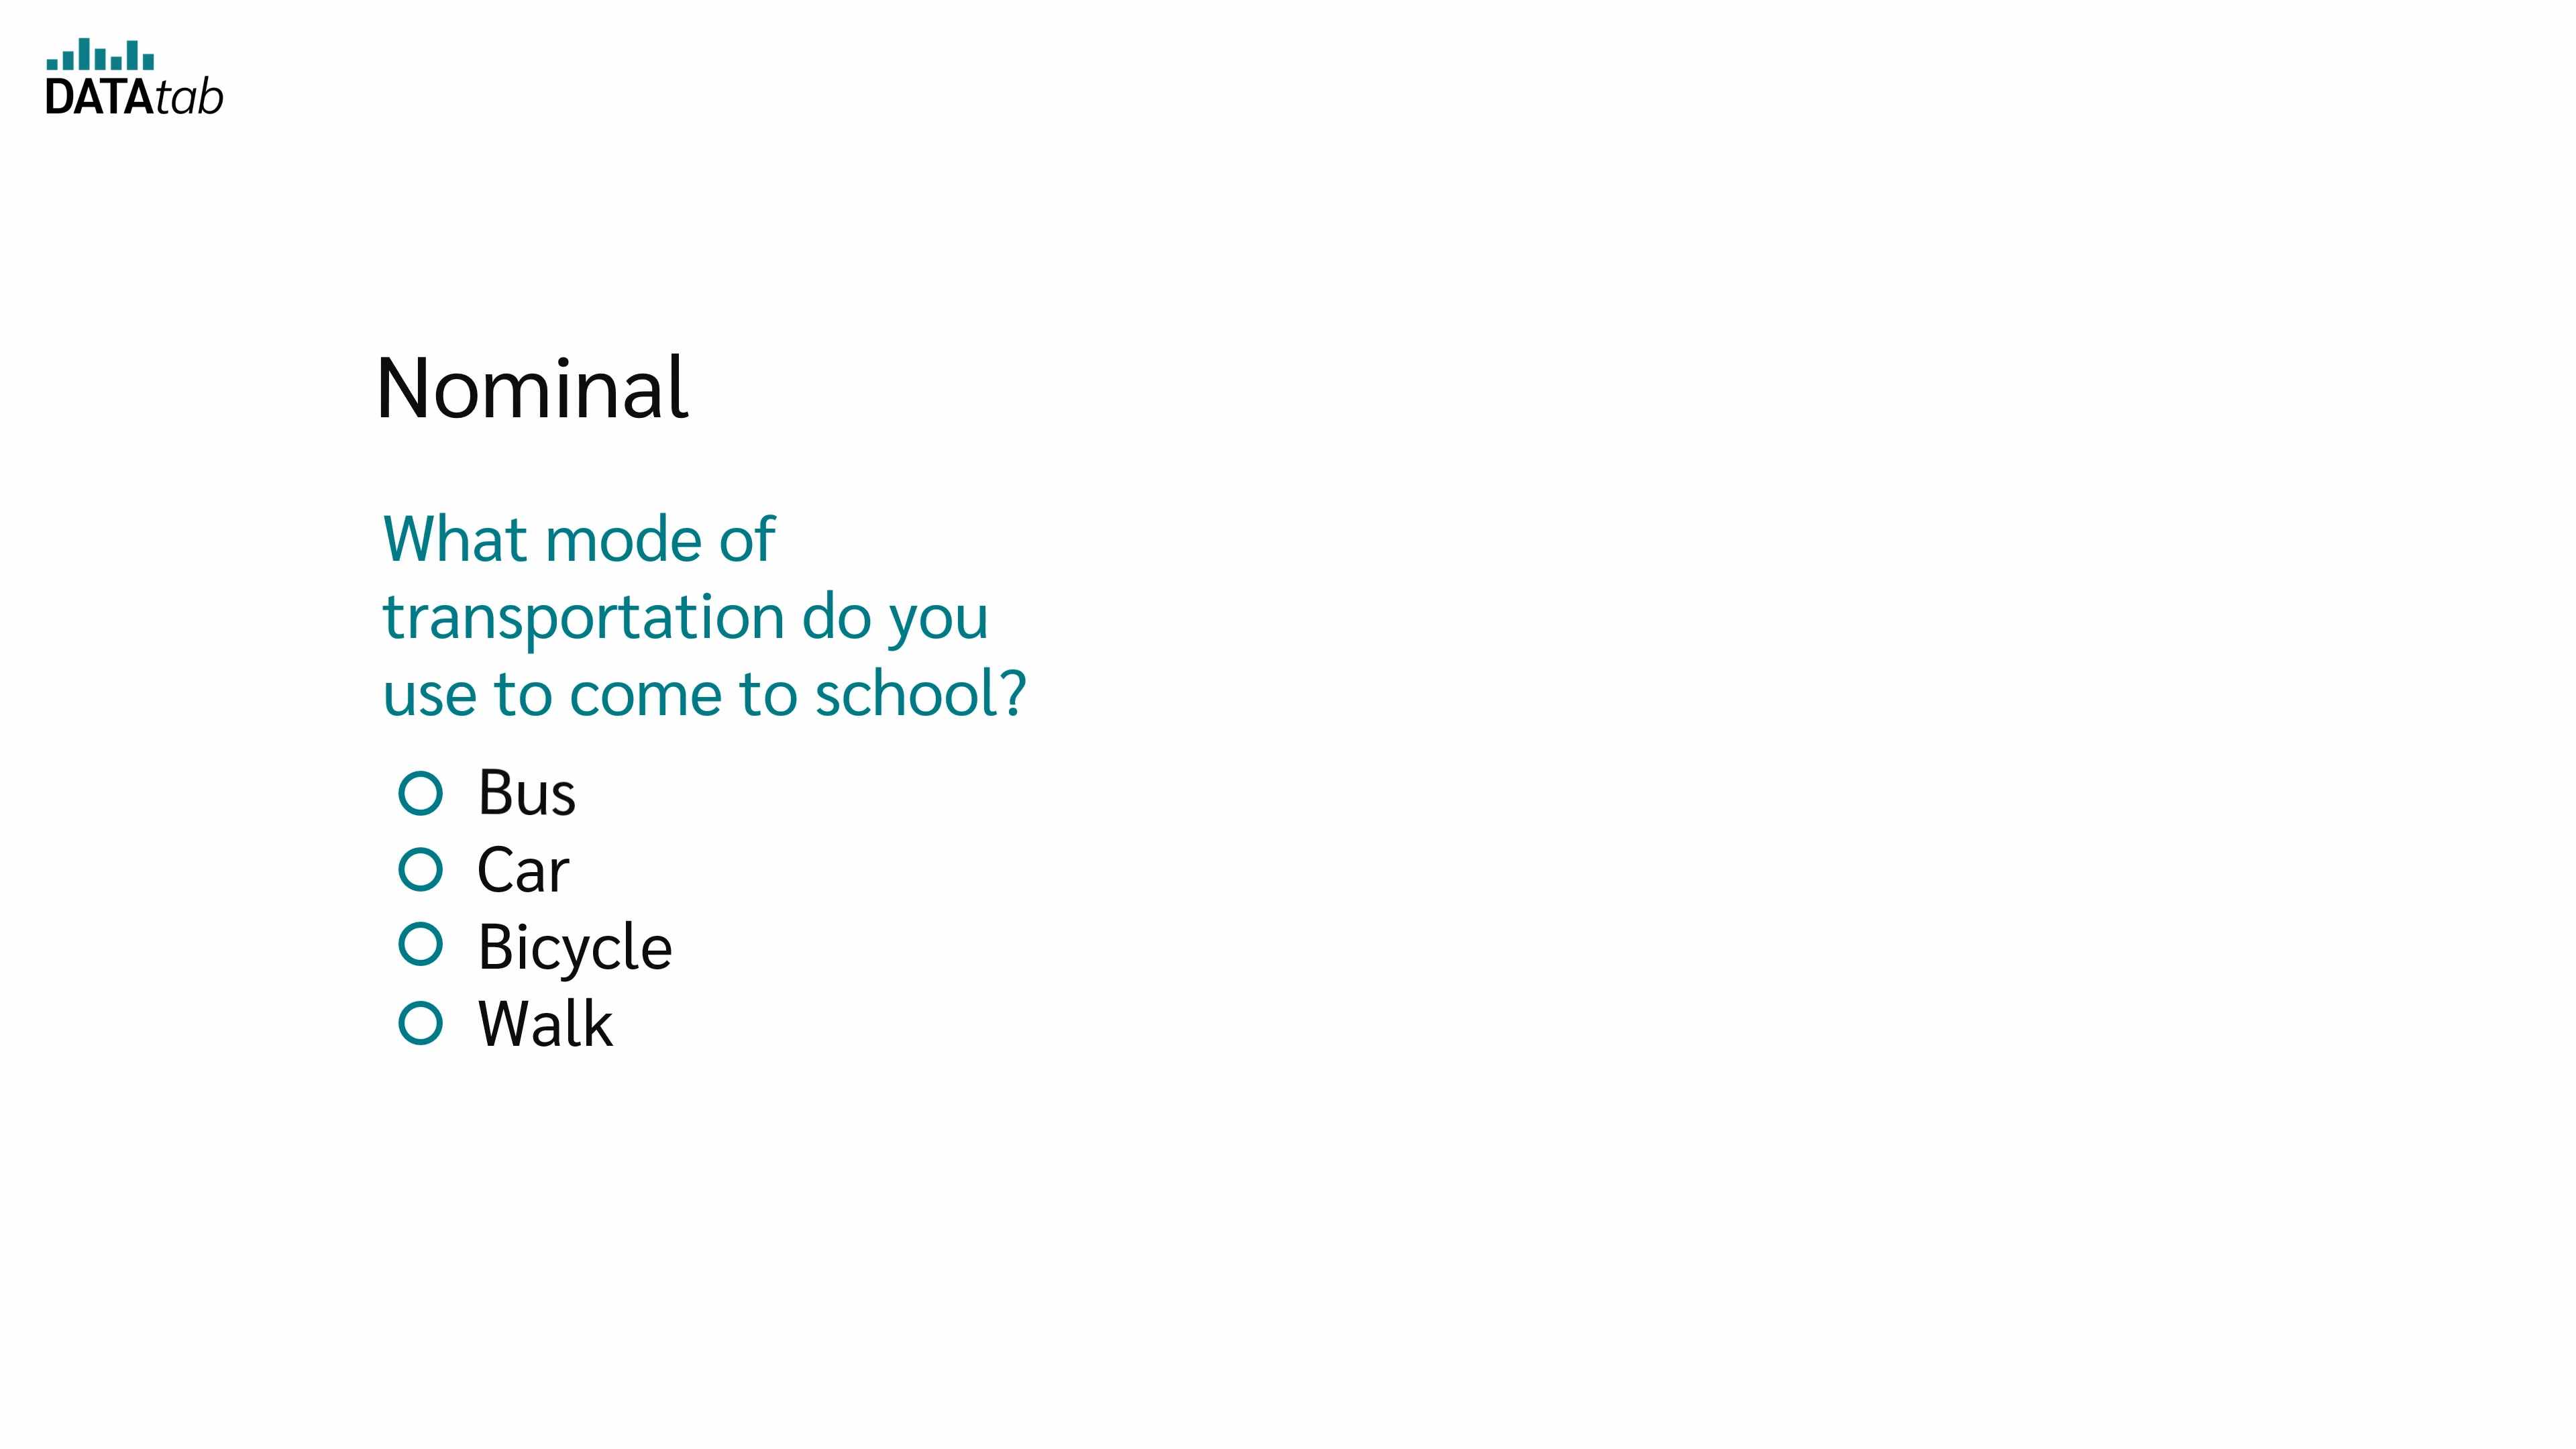 DATAtab
Nominal
What mode of
transportation do you
use to come to school?
Bus
Car
Bicycle
Walk